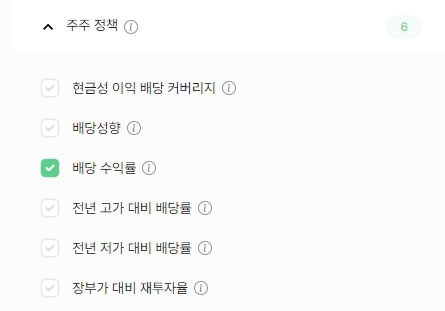 주주 정책
6
현금성 이익 배당 커버리지
배당성향
배당 수익률
전년 고가 대비 배당률
전년 저가 대비 배당률
장부가 대비 재투자율